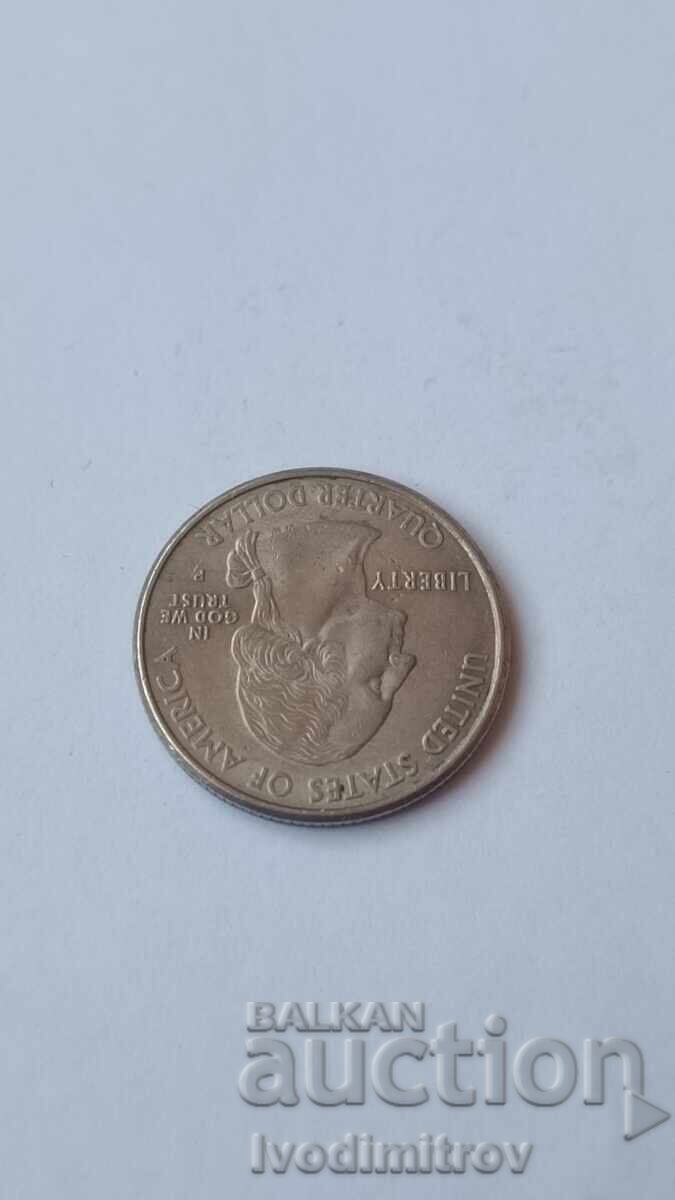 UNITED STATES OF AMERICA
LIBERTY
IN
GOD WE
TRUST
P
QUARTER DOLLAR
BALKAN
auction
Ivodimitrov